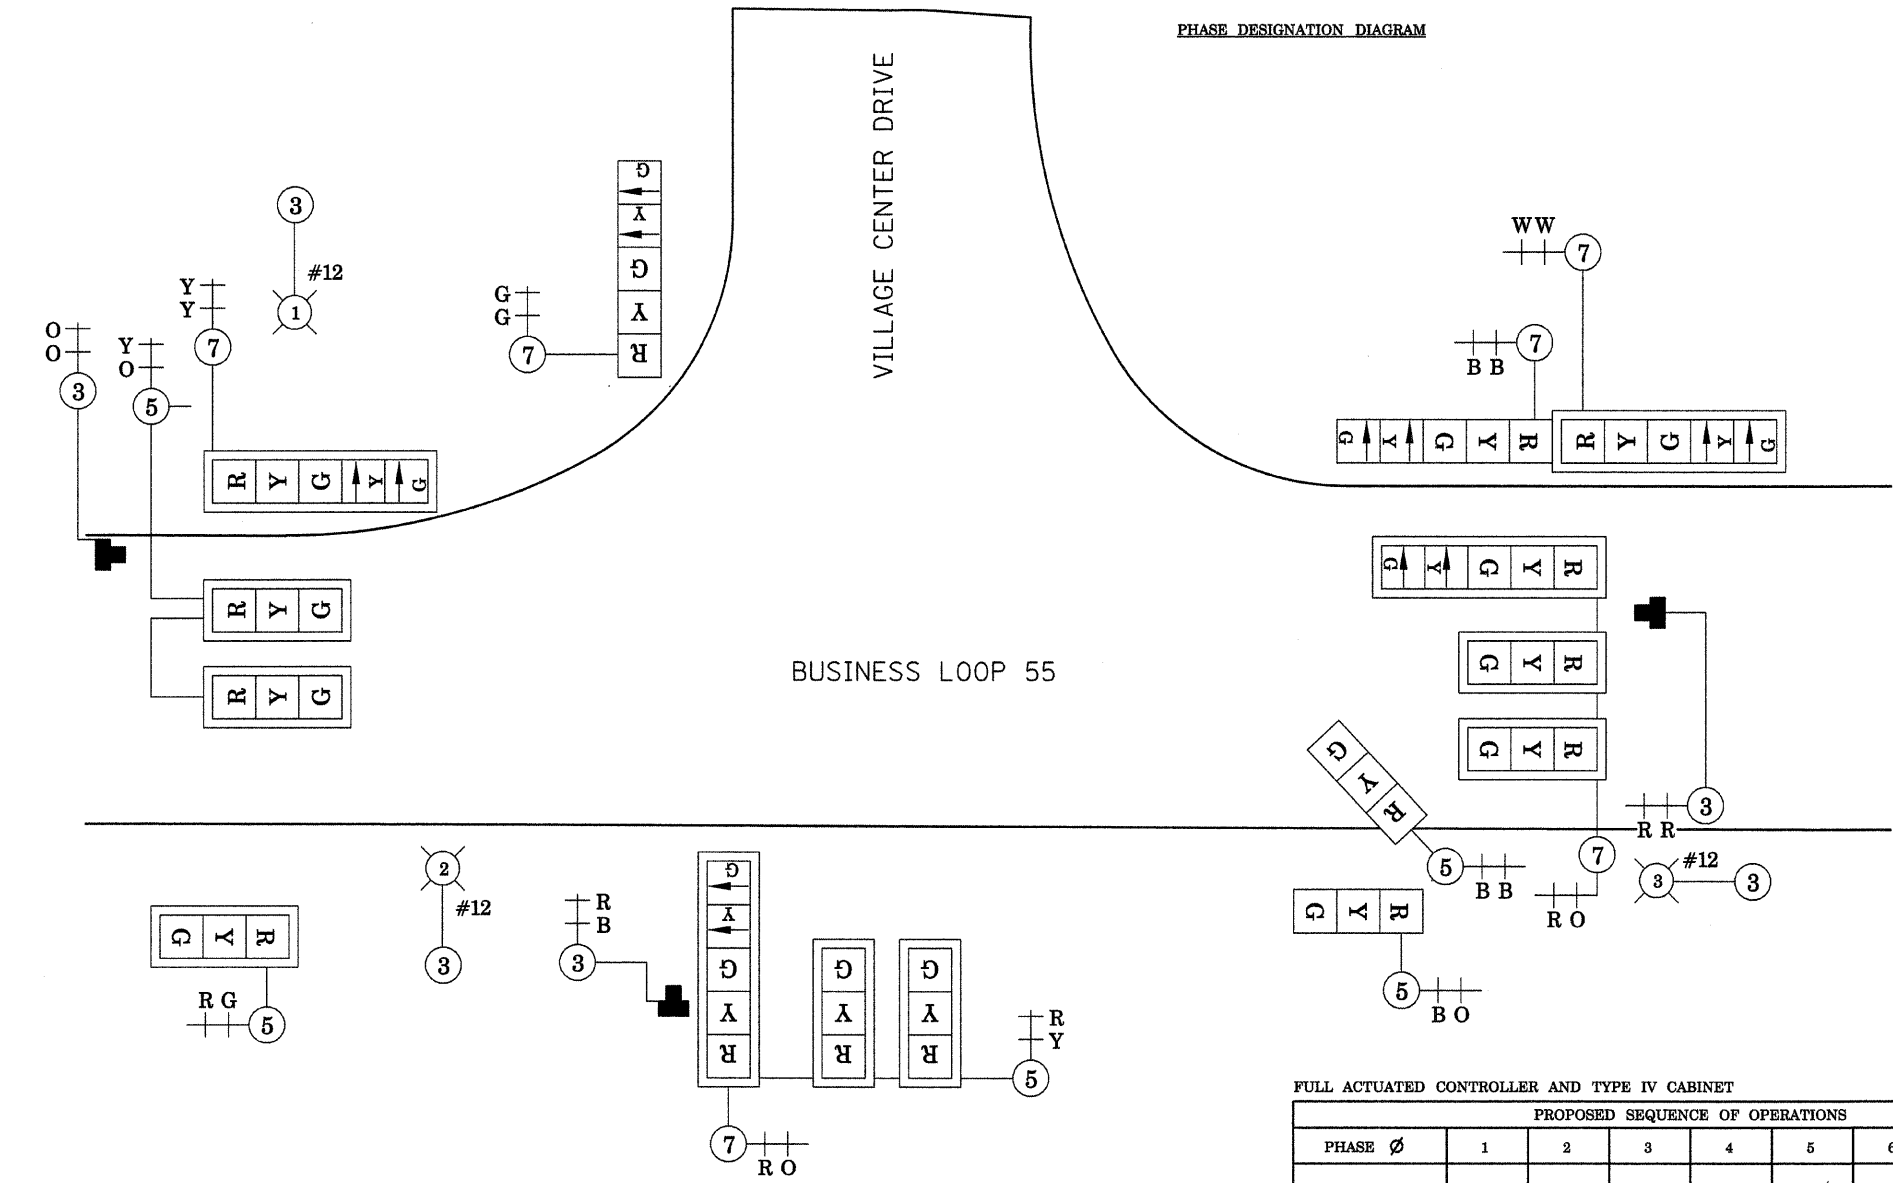 PHASE DESIGNATION DIAGRAM
VILLAGE CENTER DRIVE
3
#12
1
Y
Y
7
O
O
3
Y
O
5
G
G
7
G
Y
G
Y
R
WW
7
B B
7
G Y G Y R
R Y G Y G
R Y G Y G
R Y G
R Y G
G Y G Y R
G Y R
G Y R
BUSINESS LOOP 55
G Y R
3
R R
7
R O
5
B B
3
#12
3
G Y R
5
B O
2
#12
3
G Y R
R G
5
R
B
3
G
Y
G
Y
R
G
Y
R
G
Y
R
R
Y
5
7
R O
FULL ACTUATED CONTROLLER AND TYPE IV CABINET
PROPOSED SEQUENCE OF OPERATIONS
PHASE Ø 1 2 3 4 5